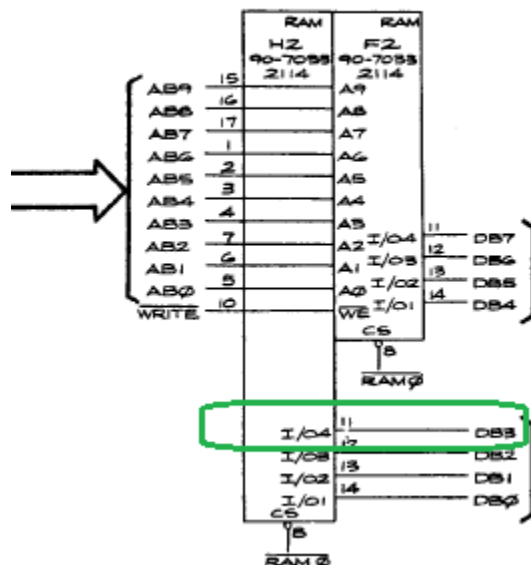 RAM RAM
H2 F2
90-7033 90-7033
2114 2114
AB9 15 A9
AB8 16 A8
AB7 17 A7
AB6 1 A6
AB5 2 A5
AB4 3 A4
AB3 4 A3
I/O4 11 DB7
AB2 7 A2
I/O3 12 DB6
AB1 6 A1
I/O2 13 DB5
AB0 5 A0
I/O1 14 DB4
WRITE 10 WE
CS
8
RAM0
I/O4 11 DB3
I/O3 12 DB2
I/O2 13 DB1
I/O1 14 DB0
CS
8
RAM0